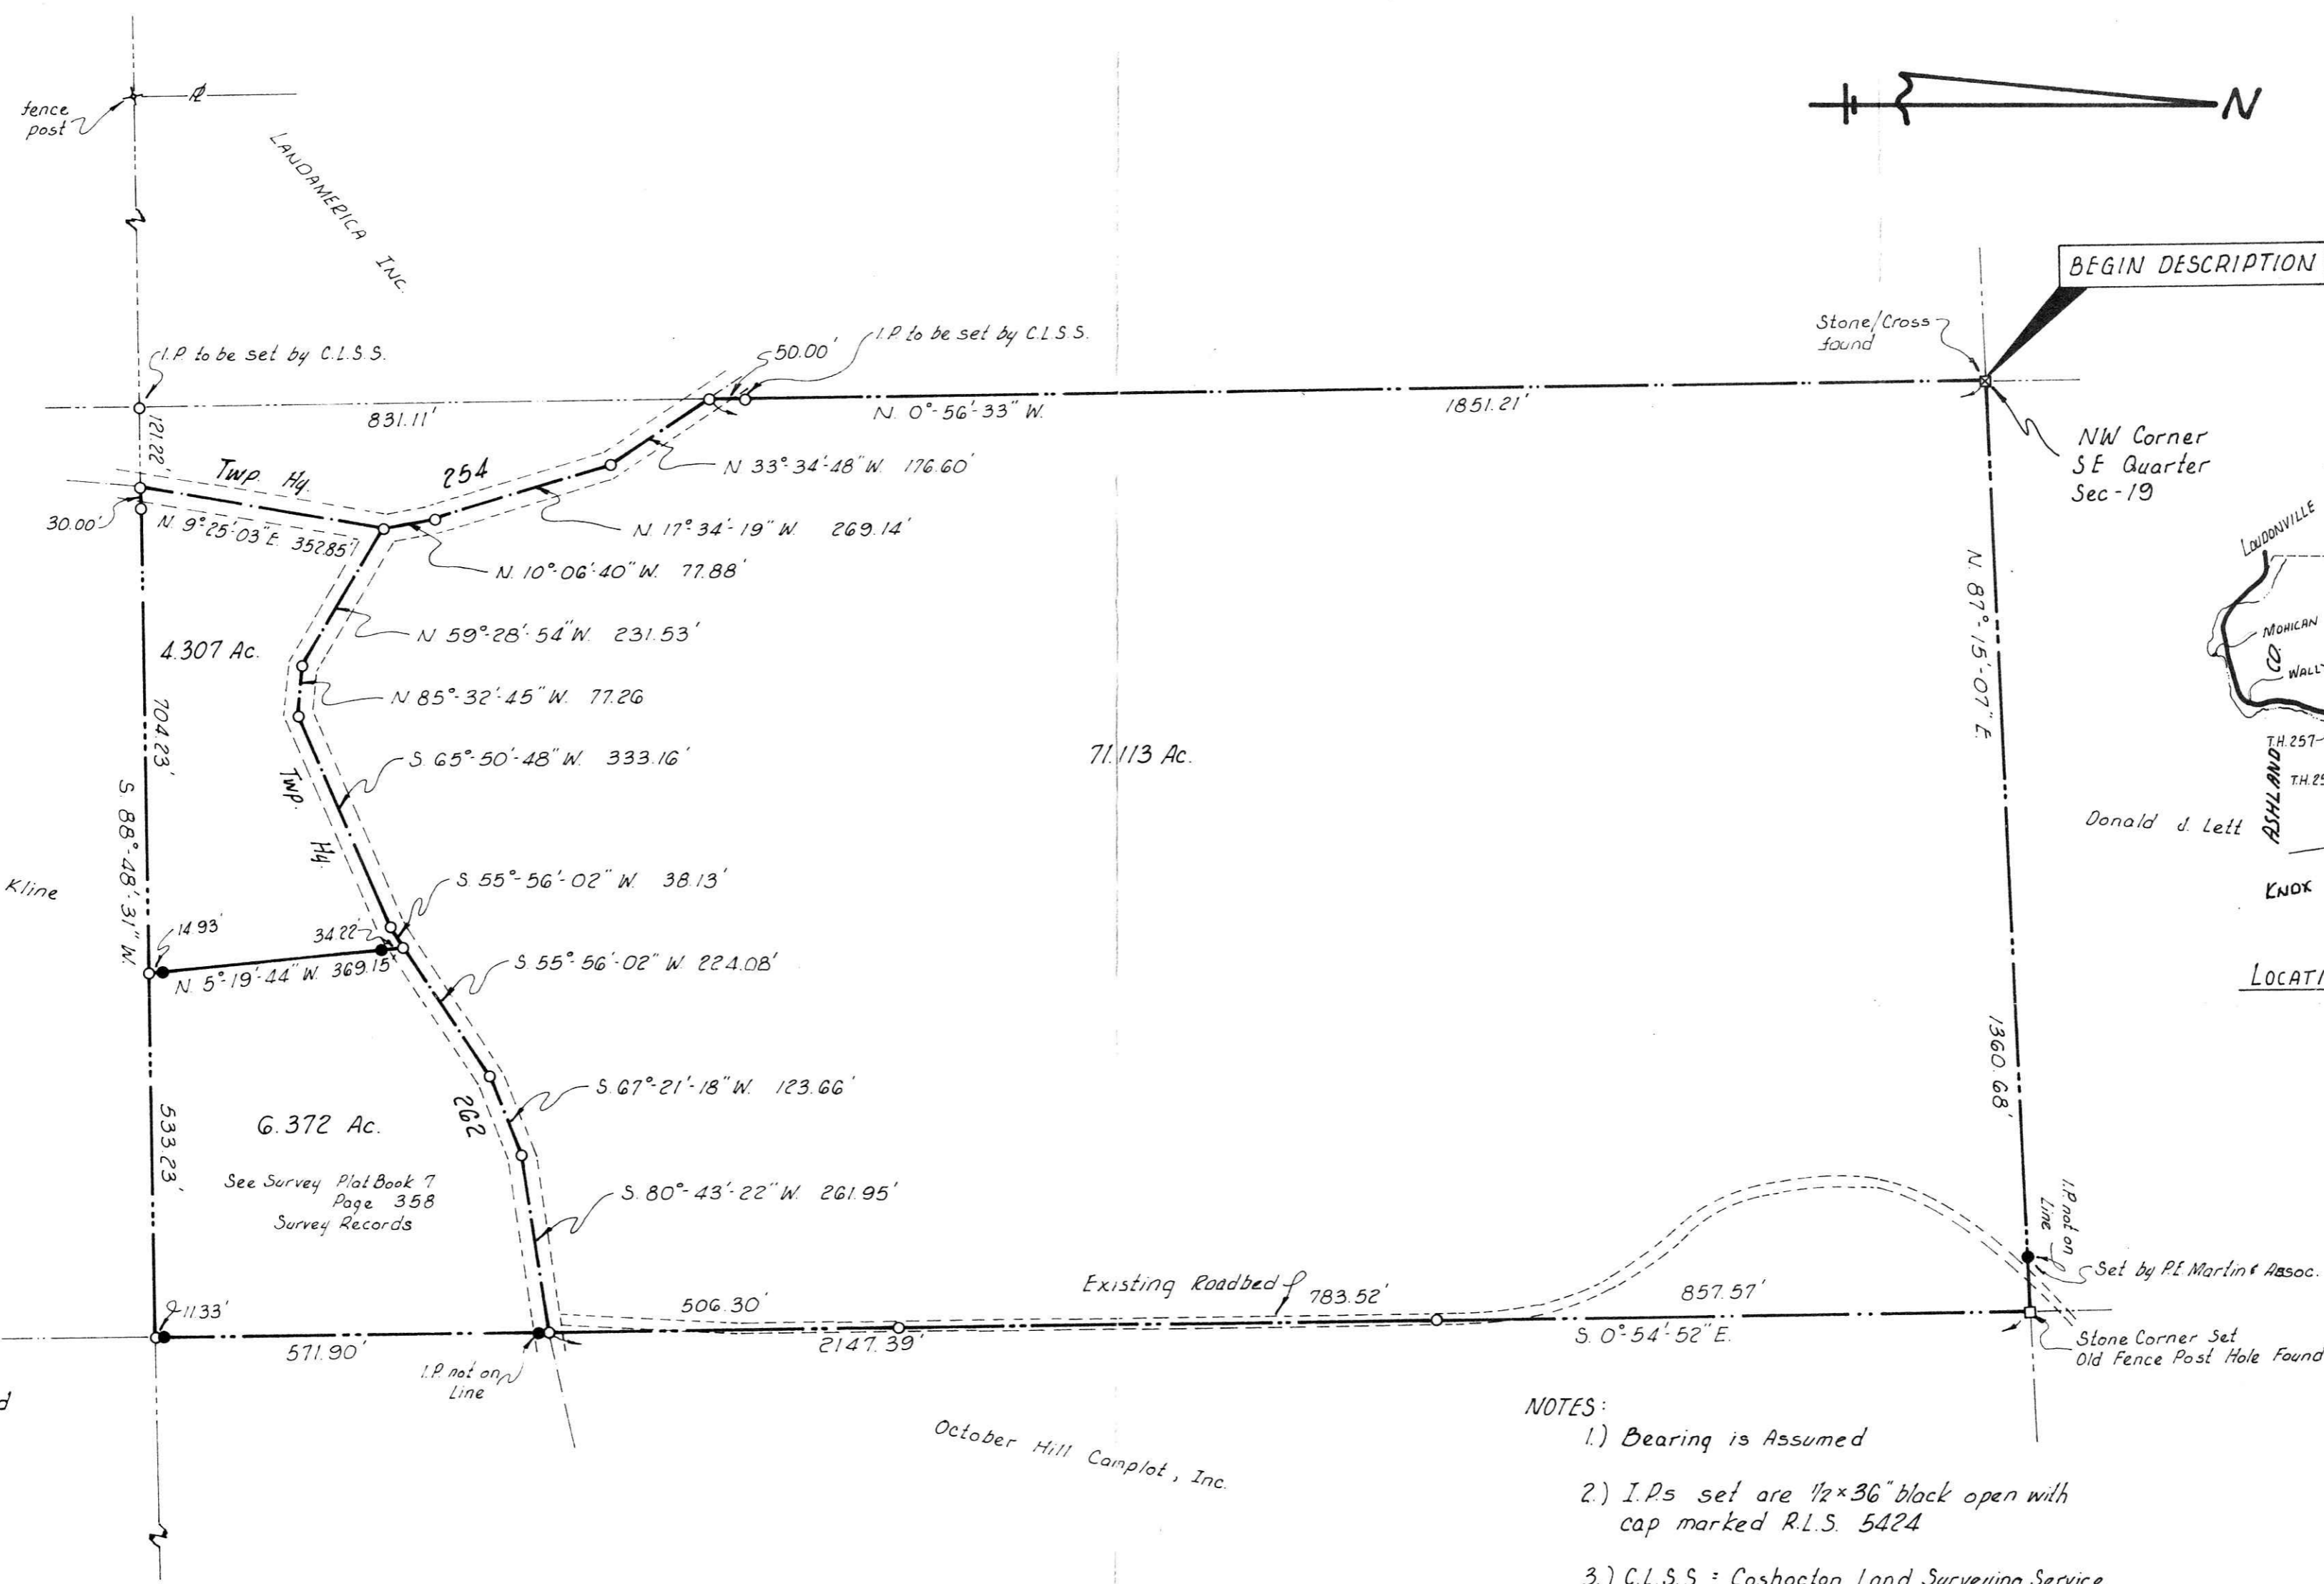 N
fence
post
LANDAMERICA INC.
BEGIN DESCRIPTION
Stone/Cross
found
I.P. to be set by C.L.S.S.
50.00'
I.P. to be set by C.L.S.S.
831.11'
N. 0°-56'-33" W.
1851.21'
NW Corner
SE Quarter
Sec-19
121.22'
Twp. Hy. 254
N 33°-34'-48" W. 176.60'
30.00'
N. 9°-25'-03" E. 352.85'
N. 17°-34'-19" W. 269.14'
N. 10°-06'-40" W. 77.88'
N. 87°-15'-07" E.
1360.68'
LOUDONVILLE
MOHICAN
WALLY
CO.
ASHLAND
T.H. 257
T.H. 25
KNOX
LOCATI
4.307 Ac.
N 59°-28'-54" W. 231.53'
N 85°-32'-45" W. 77.26
704.23'
S. 88°-48'-31" W.
S. 65°-50'-48" W. 333.16'
71.113 Ac.
Twp. Hy. 262
Donald J. Lett
Kline
S. 55°-56'-02" W. 38.13'
14.93'
34.22'
N. 5°-19'-44" W. 369.15'
S. 55°-56'-02" W. 224.08'
S. 67°-21'-18" W. 123.66'
533.23'
6.372 Ac.
See Survey Plat Book 7
Page 358
Survey Records
S. 80°-43'-22" W. 261.95'
I.P. not on
Line
Set by P.E. Martin & Assoc.
Existing Roadbed
506.30'
783.52'
857.57'
11.33'
571.90'
2147.39'
S. 0°-54'-52" E.
Stone Corner Set
Old Fence Post Hole Found
I.P. not on
Line
d
October Hill Camplot, Inc.
NOTES:
1.) Bearing is Assumed
2.) I.P.s set are 1/2 x 36" black open with
cap marked R.L.S. 5424
3.) C.L.S.S = Coshocton Land Surveying Service